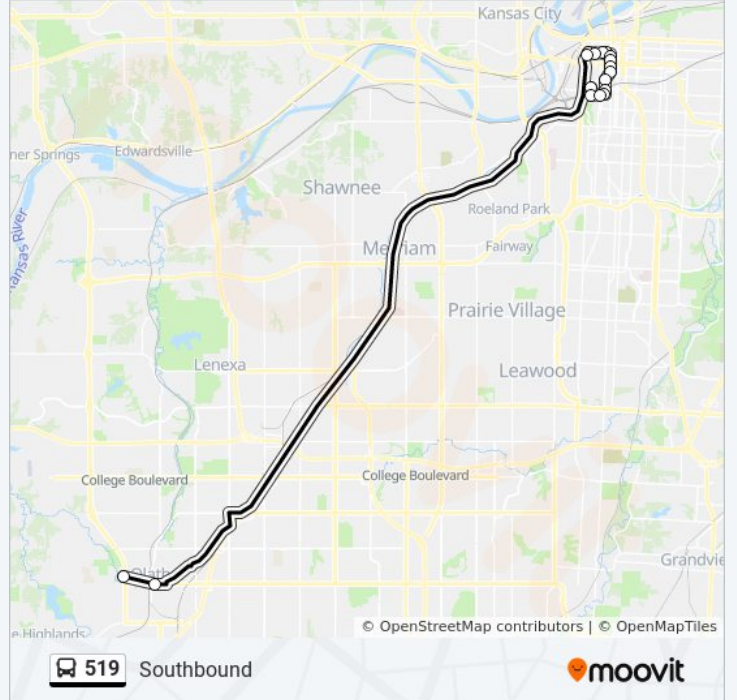 Kansas City
ner Springs
Edwardsville
Shawnee
Roeland Park
Kansas River
Merriam
Fairway
Prairie Village
Lenexa
Leawood
College Boulevard
College Boulevard
Olath
Grandvie
e Highlands
© OpenStreetMap contributors | © OpenMapTiles
519 Southbound
moovit